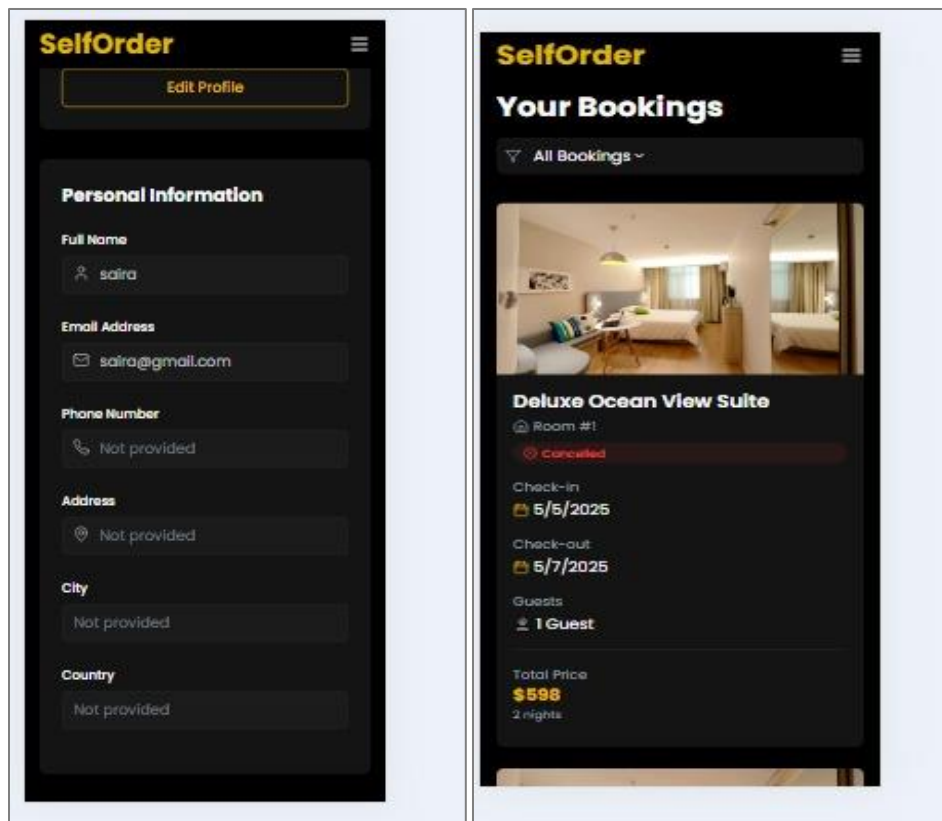 SelfOrder
Edit Profile
Personal Information
Full Name
saira
Email Address
saira@gmail.com
Phone Number
Not provided
Address
Not provided
City
Not provided
Country
Not provided
SelfOrder
Your Bookings
All Bookings
Deluxe Ocean View Suite
Room #1
Cancelled
Check-in
5/5/2025
Check-out
5/7/2025
Guests
1 Guest
Total Price
$598
2 nights